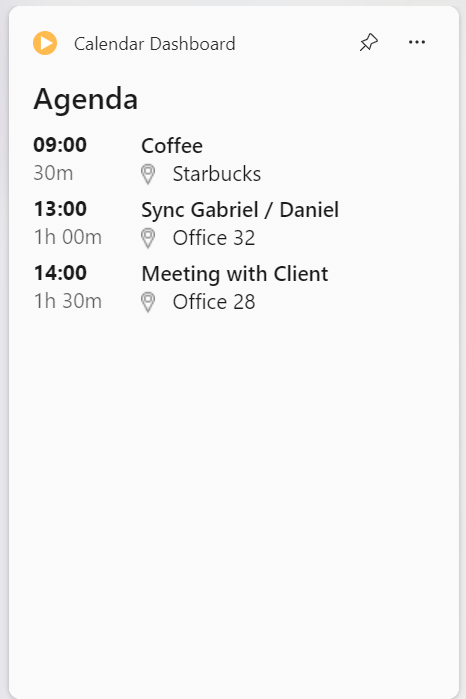 Calendar Dashboard
Agenda
09:00 Coffee
30m Starbucks
13:00 Sync Gabriel / Daniel
1h 00m Office 32
14:00 Meeting with Client
1h 30m Office 28